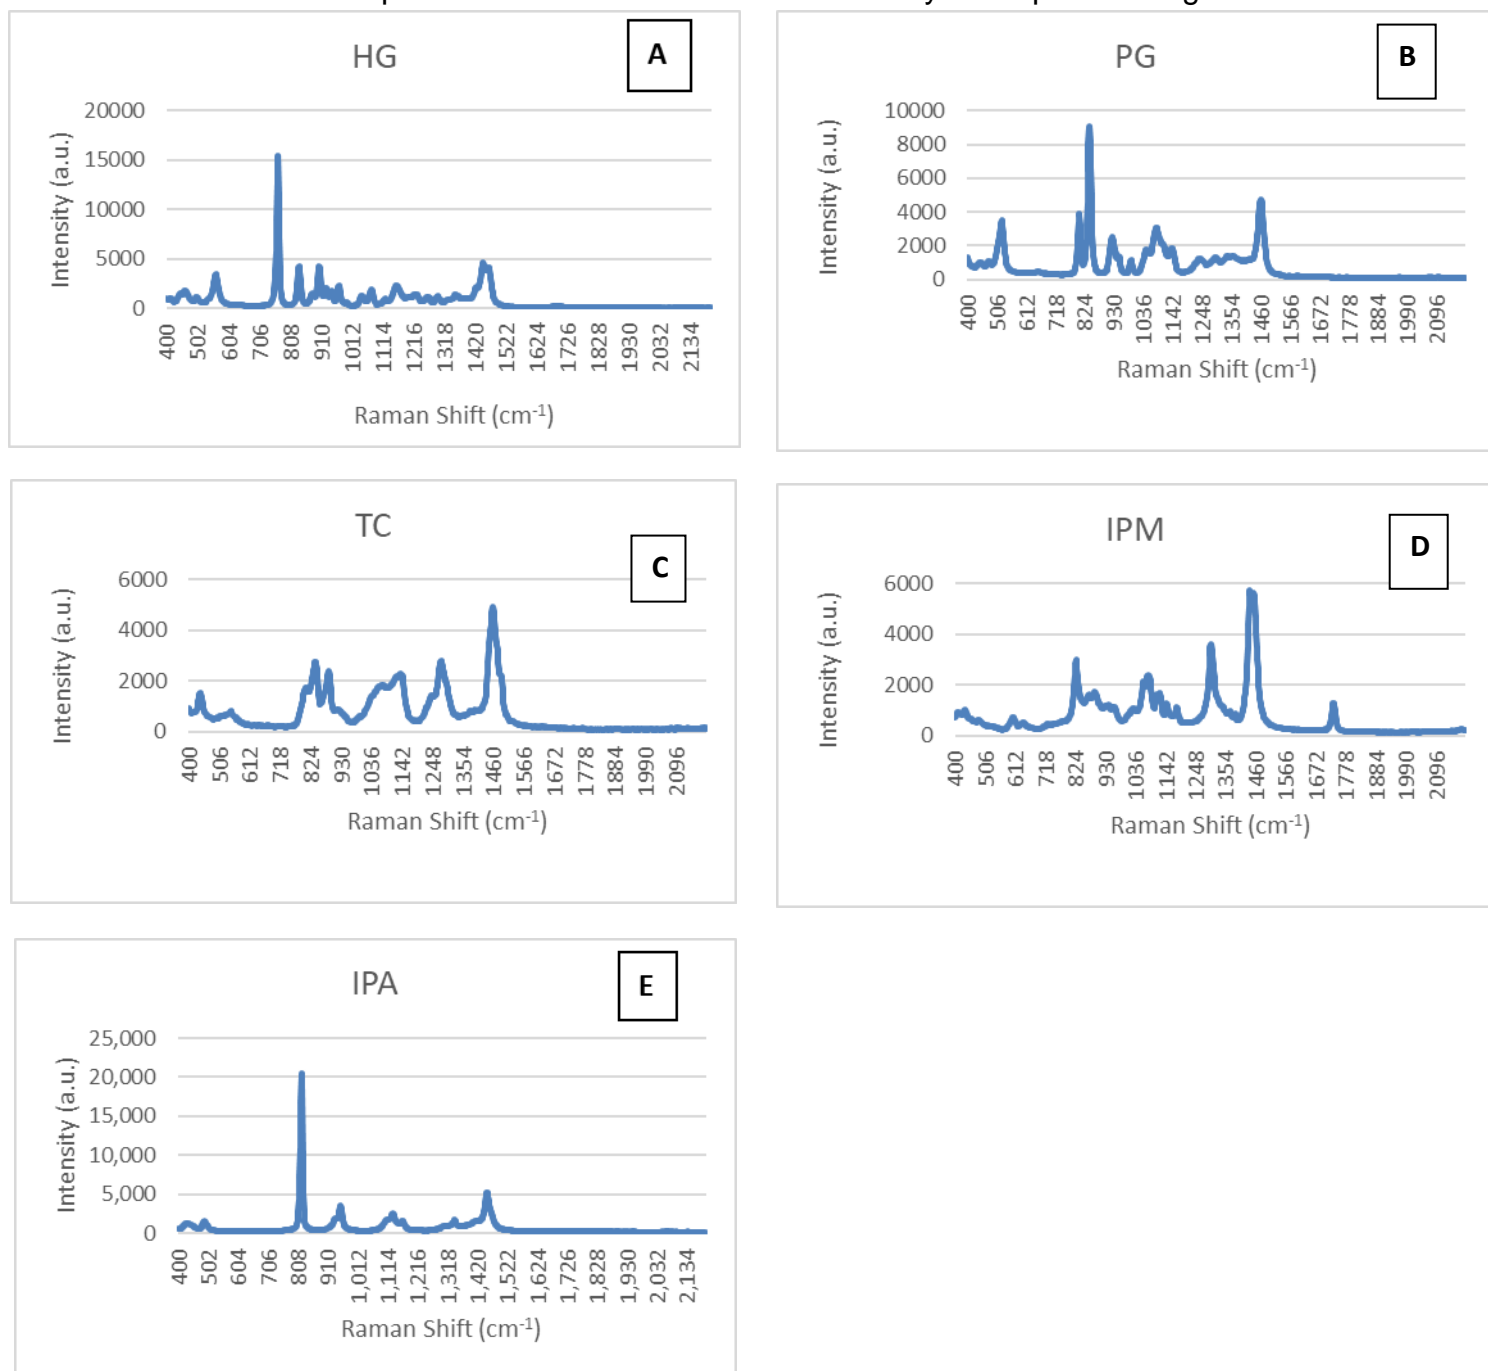 HG
A
Intensity (a.u.)
20000
15000
10000
5000
0
400 502 604 706 808 910 1012 1114 1216 1318 1420 1522 1624 1726 1828 1930 2032 2134
Raman Shift (cm-1)
PG
B
Intensity (a.u.)
10000
8000
6000
4000
2000
0
400 506 612 718 824 930 1036 1142 1248 1354 1460 1566 1672 1778 1884 1990 2096
Raman Shift (cm-1)
TC
C
Intensity (a.u.)
6000
4000
2000
0
400 506 612 718 824 930 1036 1142 1248 1354 1460 1566 1672 1778 1884 1990 2096
Raman Shift (cm-1)
IPM
D
Intensity (a.u.)
6000
4000
2000
0
400 506 612 718 824 930 1036 1142 1248 1354 1460 1566 1672 1778 1884 1990 2096
Raman Shift (cm-1)
IPA
E
Intensity (a.u.)
25,000
20,000
15,000
10,000
5,000
0
400 502 604 706 808 910 1,012 1,114 1,216 1,318 1,420 1,522 1,624 1,726 1,828 1,930 2,032 2,134
Raman Shift (cm-1)